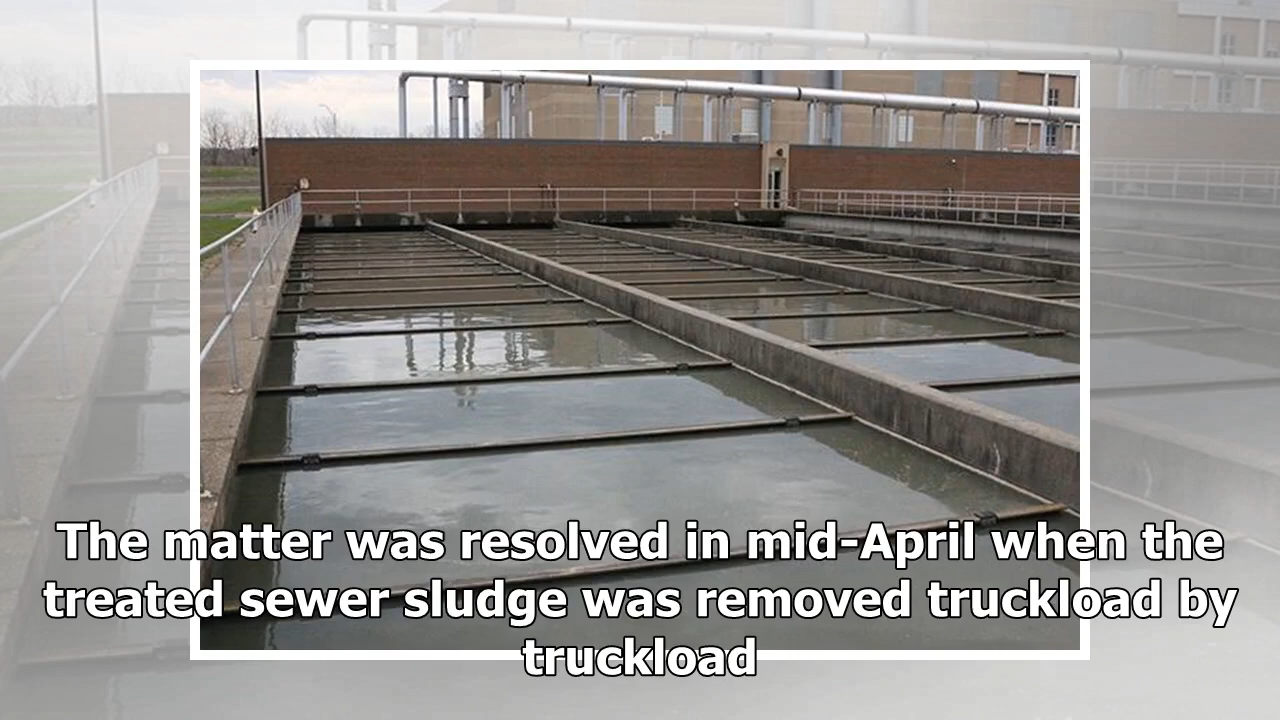 The matter was resolved in mid-April when the
treated sewer sludge was removed truckload by
truckload